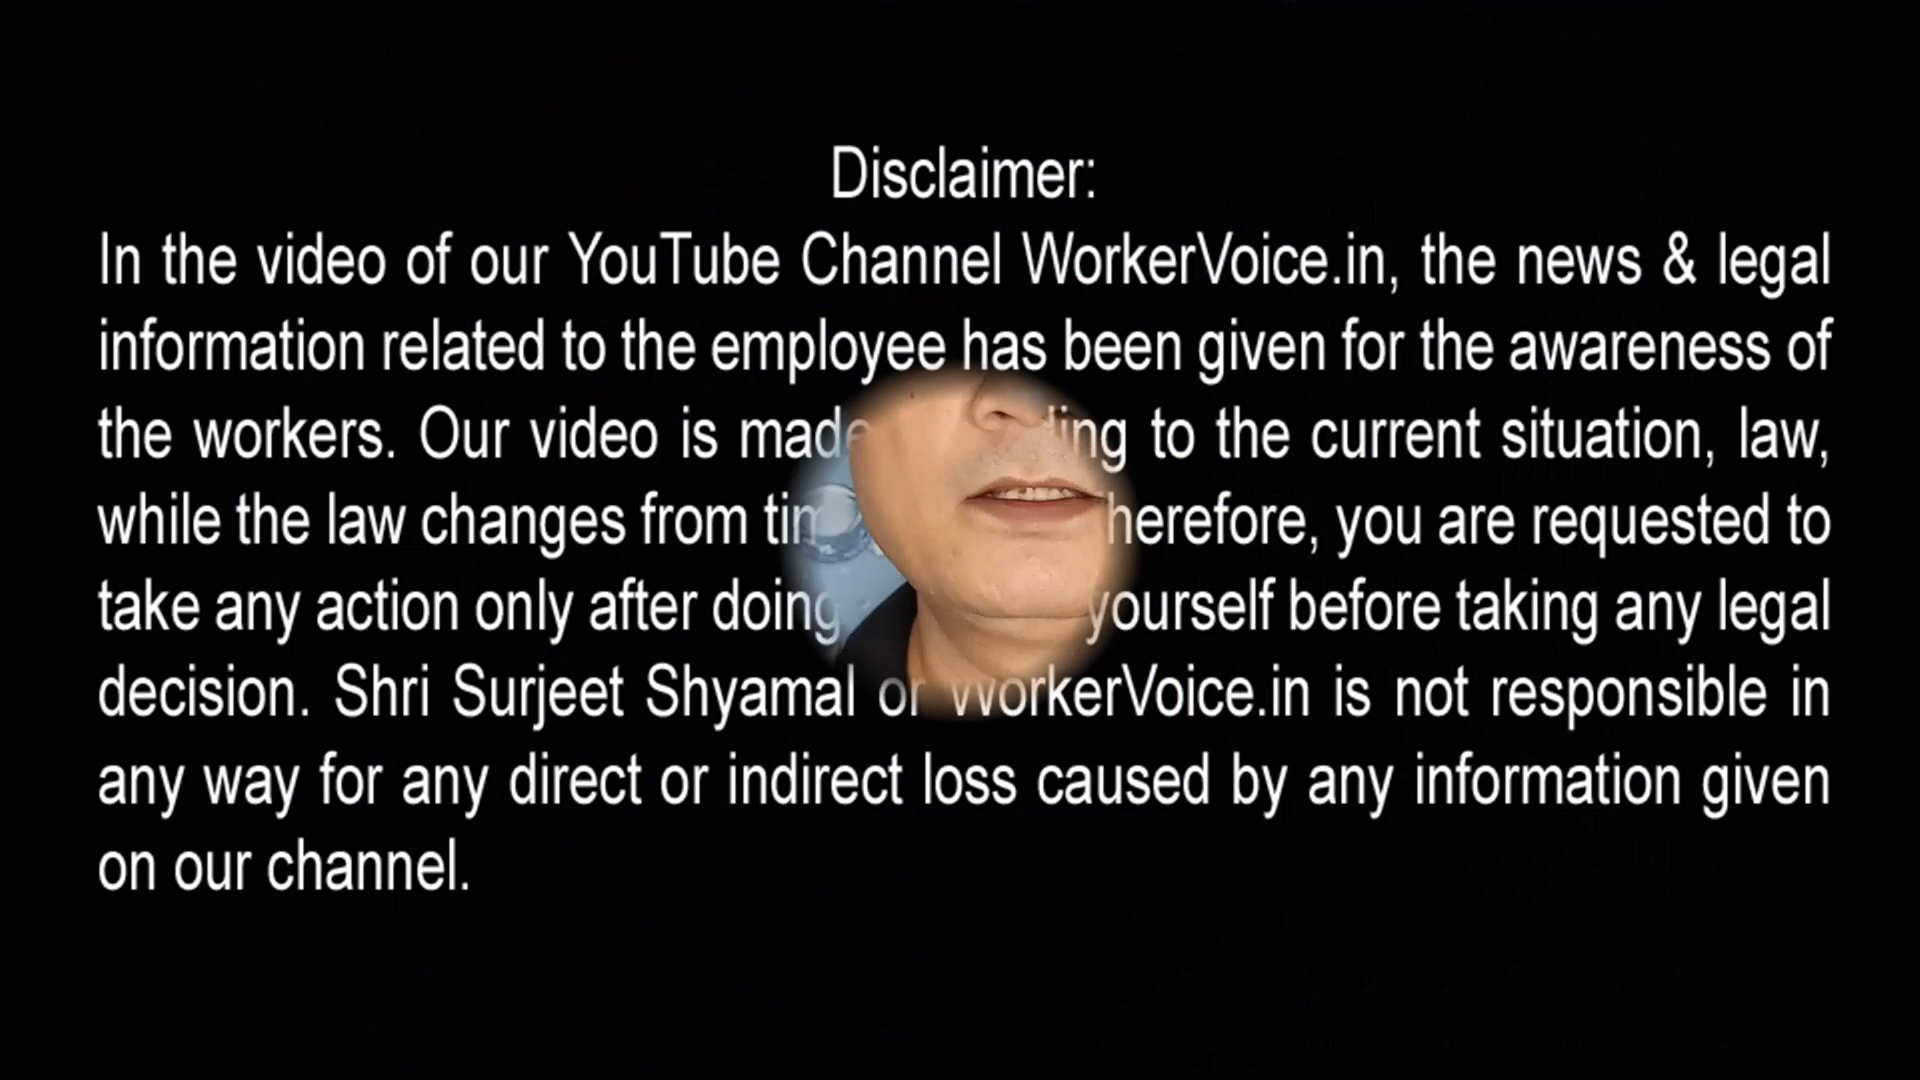 Disclaimer:
In the video of our YouTube Channel WorkerVoice.in, the news & legal
information related to the employee has been given for the awareness of
the workers. Our video is made to the current situation, law,
while the law changes from you are requested to
take any action only after doing yourself before taking any legal
decision. Shri Surjeet Shyamal or WorkerVoice.in is not responsible in
any way for any direct or indirect loss caused by any information given
on our channel.